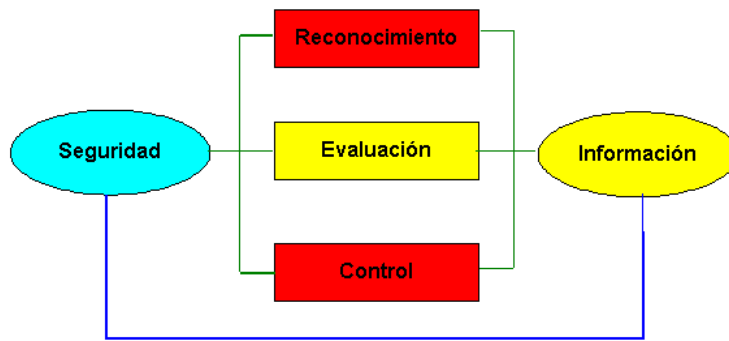 Reconocimiento
Seguridad
Evaluación
Información
Control